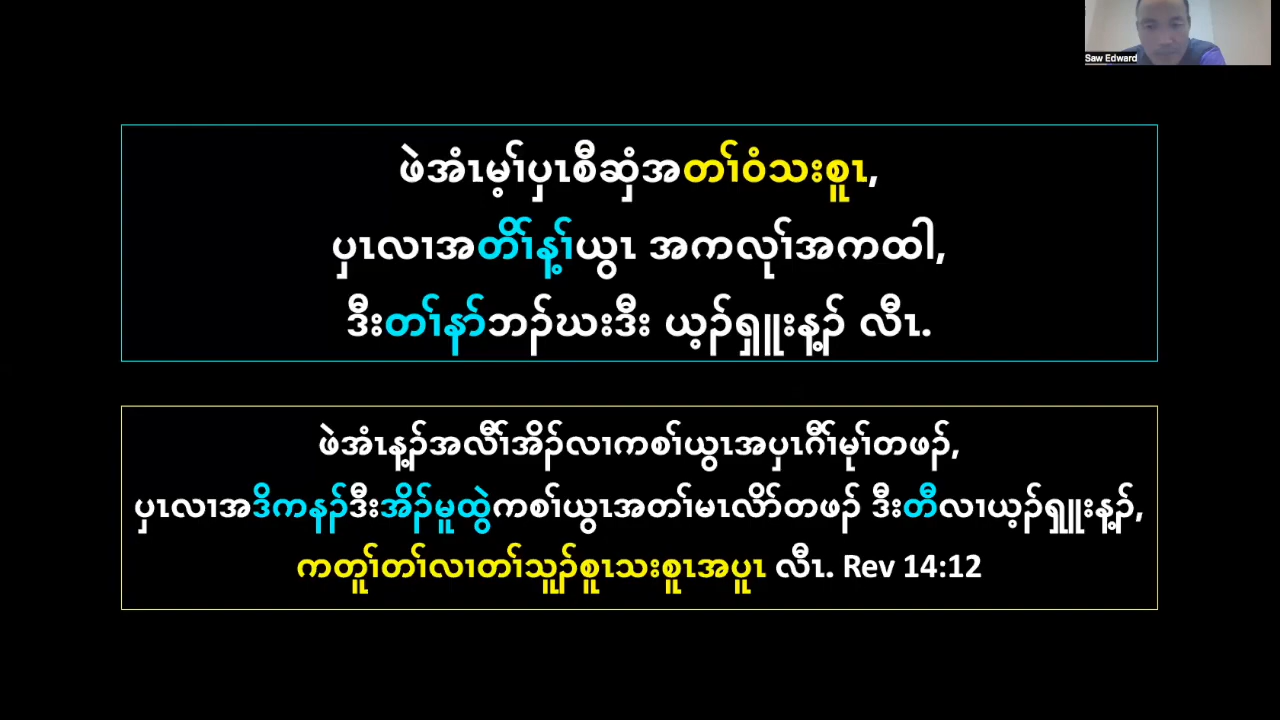 Saw Edward
ဖဲအံၤမ့ၢ်ပှၤစီဆှံအတၢ်ဝံသးစူၤ,
ပှၤလၢအတိၢ်န့ၢ်ယွၤ အကလုၢ်အကထါ,
ဒီးတၢ်နာ်ဘၣ်ဃးဒီး ယ့ၣ်ရှူးန့ၣ် လီၤ.
ဖဲအံၤန့ၣ်အလီၢ်အိၣ်လၢကစၢ်ယွၤအပှၤဂီၢ်မုၢ်တဖၣ်,
ပှၤလၢအဒိကနၣ်ဒီးအိၣ်မူထွဲကစၢ်ယွၤအတၢ်မၤလိာ်တဖၣ် ဒီးတီလၢယ့ၣ်ရှူးန့ၣ်,
ကတူၢ်တၢ်လၢတၢ်သူၣ်စူၤသးစူၤအပူၤ လီၤ. Rev 14:12